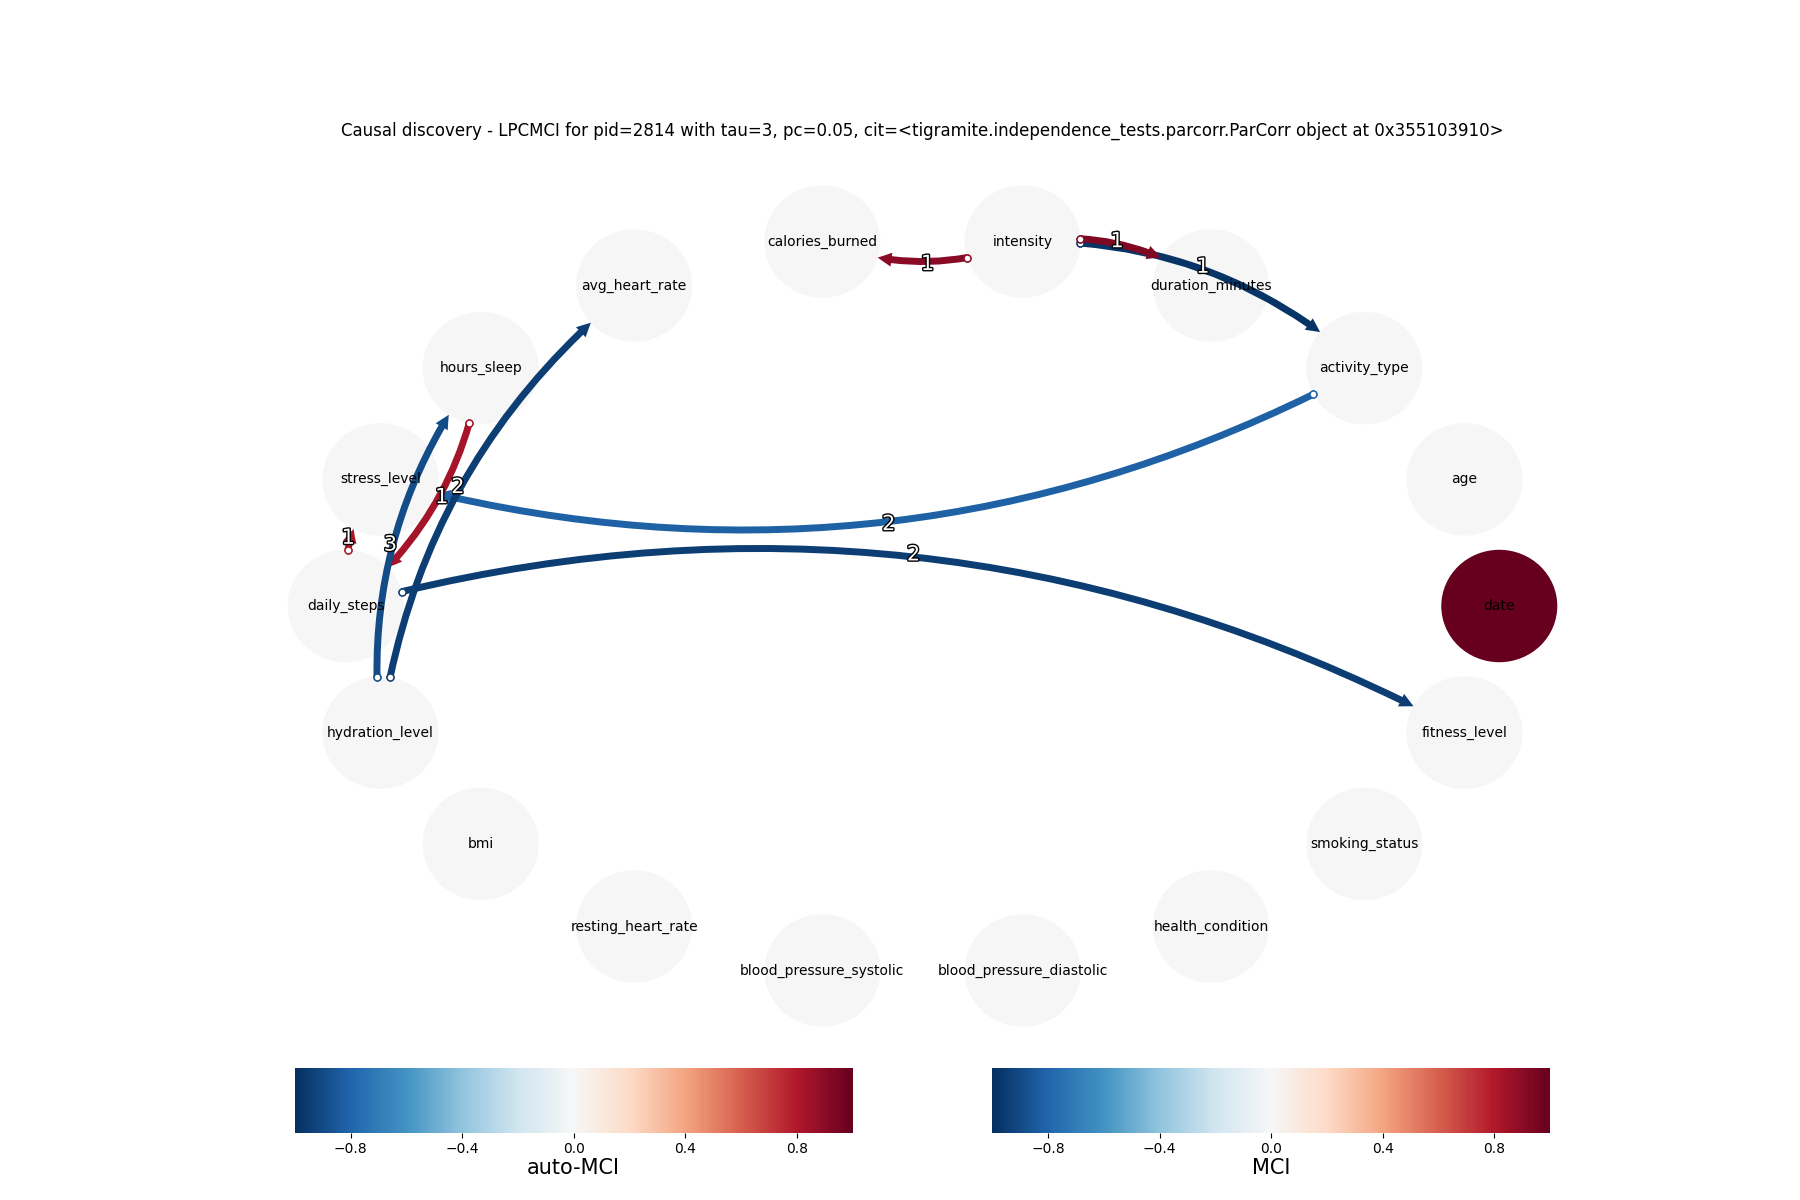 Causal discovery - LPCMCI for pid=2814 with tau=3, pc=0.05, cit=<tigramite.independence_tests.parcorr.ParCorr object at 0x355103910>
calories_burned
intensity
1
1
1
avg_heart_rate
duration_minutes
hours_sleep
activity_type
stress_level
age
1
2
2
1
3
2
daily_steps
date
hydration_level
fitness_level
bmi
smoking_status
resting_heart_rate
health_condition
blood_pressure_systolic
blood_pressure_diastolic
−0.8 −0.4 0.0 0.4 0.8
auto-MCI
−0.8 −0.4 0.0 0.4 0.8
MCI